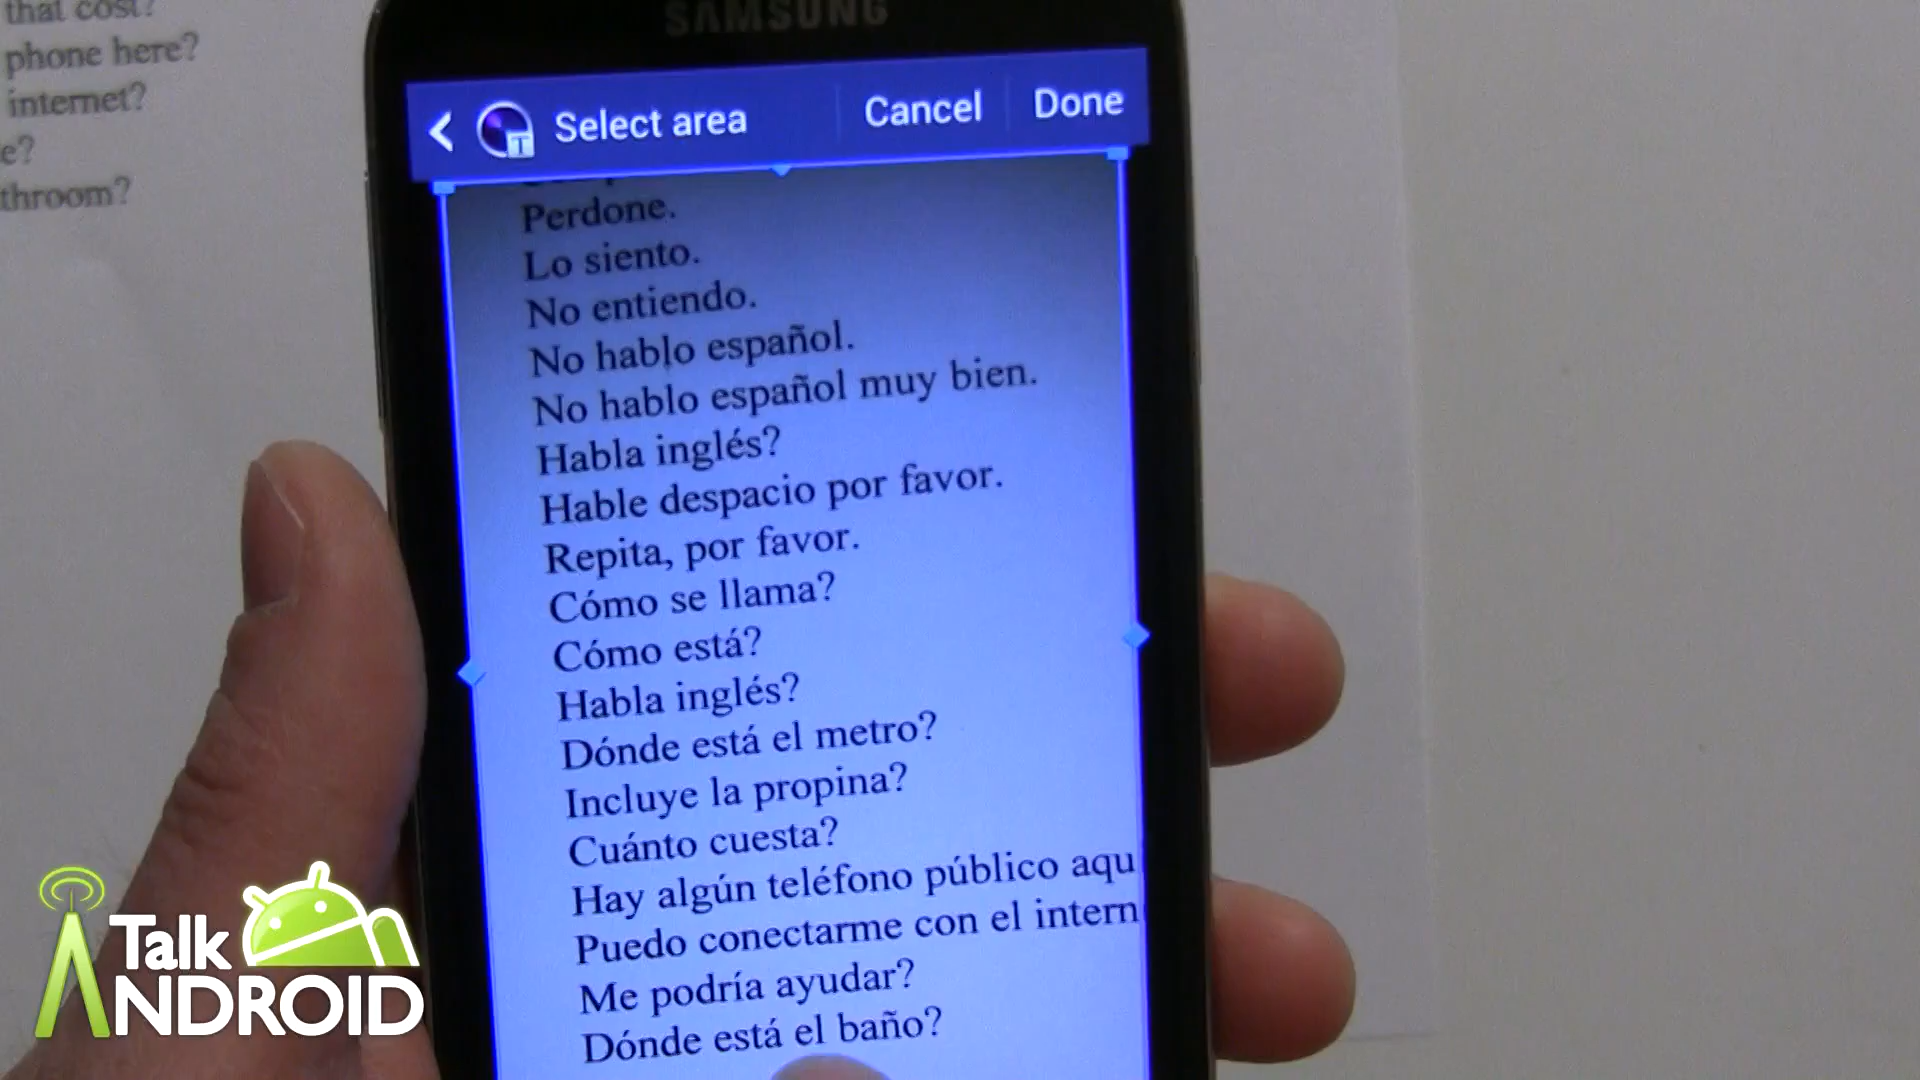 that cost?
phone here?
internet?
e?
throom?
SAMSUNG
Select area Cancel Done
Perdone.
Lo siento.
No entiendo.
No hablo español.
No hablo español muy bien.
Habla inglés?
Hable despacio por favor.
Repita, por favor.
Cómo se llama?
Cómo está?
Habla inglés?
Dónde está el metro?
Incluye la propina?
Cuánto cuesta?
Hay algún teléfono público aqu
Puedo conectarme con el intern
Me podría ayudar?
Dónde está el baño?
Talk
ANDROID